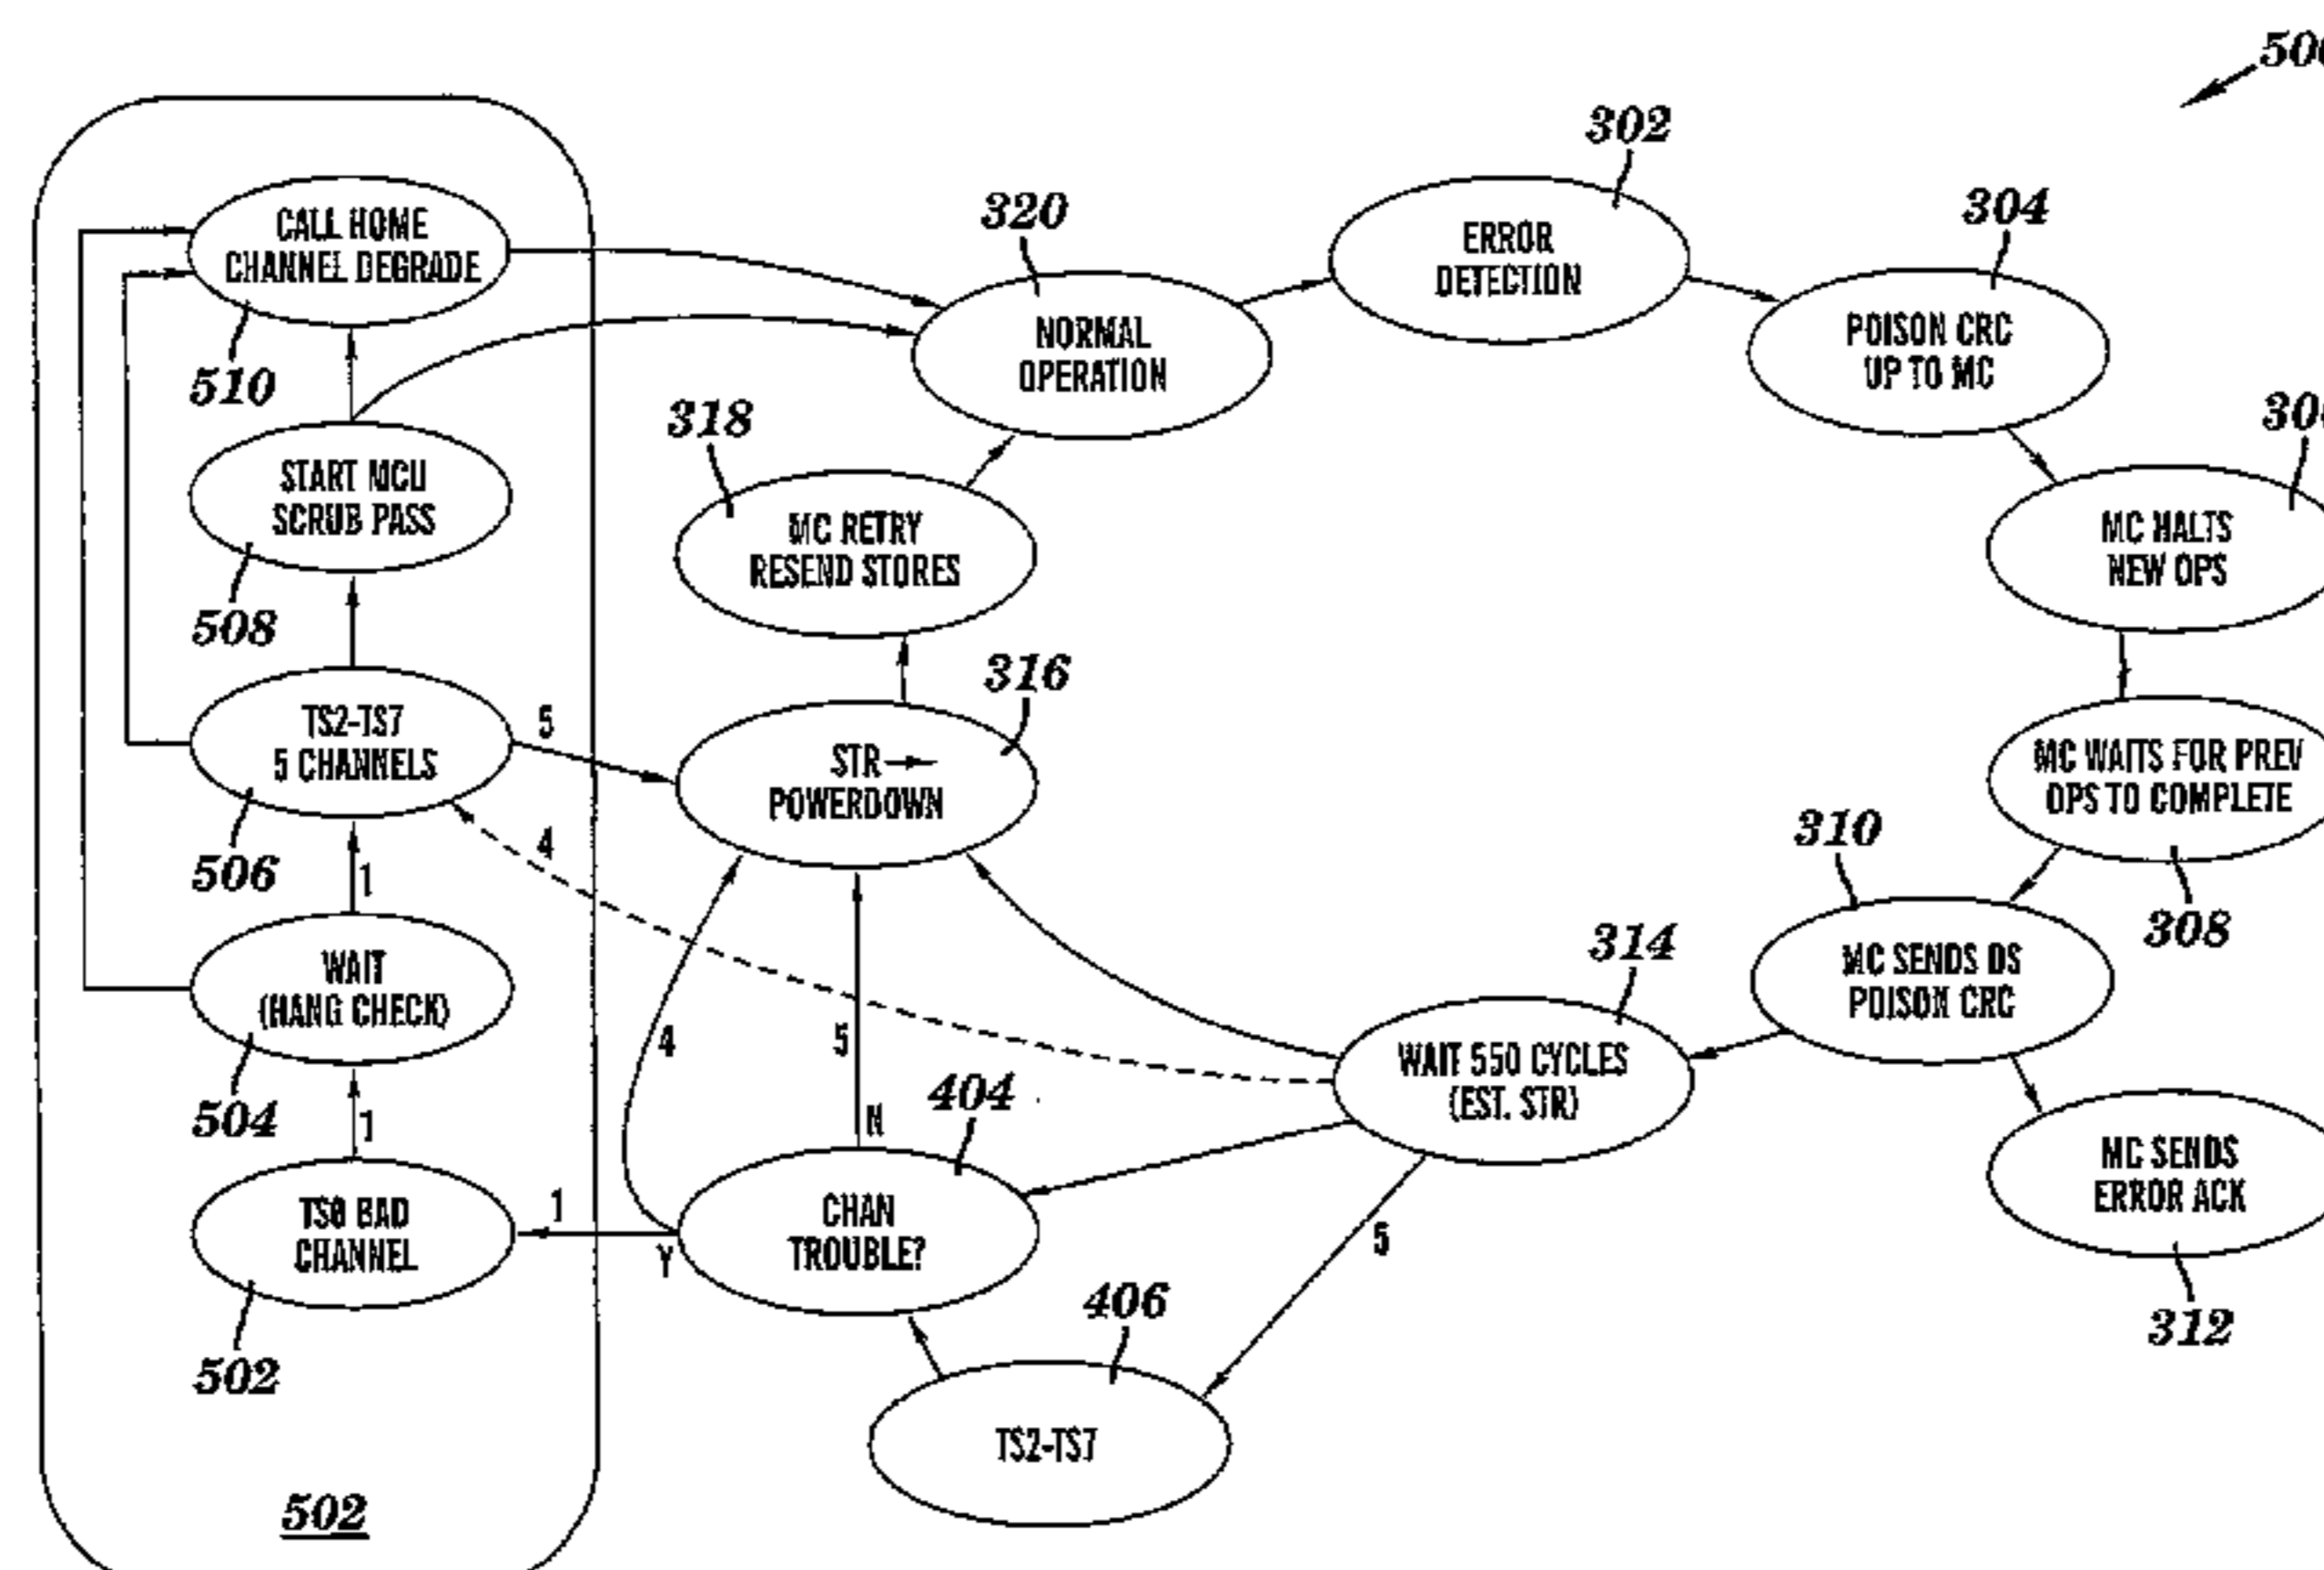 500
302
304
320
CALL HOME
CHANNEL DEGRADE
ERROR
DETECTION
510
NORMAL
OPERATION
POISON CRC
UP TO MC
318
START MCU
SCRUB PASS
MC RETRY
RESEND STORES
MC HALTS
NEW OPS
508
316
TS2-TS7
5 CHANNELS
5
STR
POWERDOWN
MC WAITS FOR PREV
OPS TO COMPLETE
310
308
506
1
4
314
WAIT
(HANG CHECK)
MC SENDS DS
POISON CRC
504
1
4
5
N
404
WAIT 550 CYCLES
(EST. STR)
TS0 BAD
CHANNEL
1
Y
CHAN
TROUBLE?
5
MC SENDS
ERROR ACK
502
406
312
TS2-TS7
502